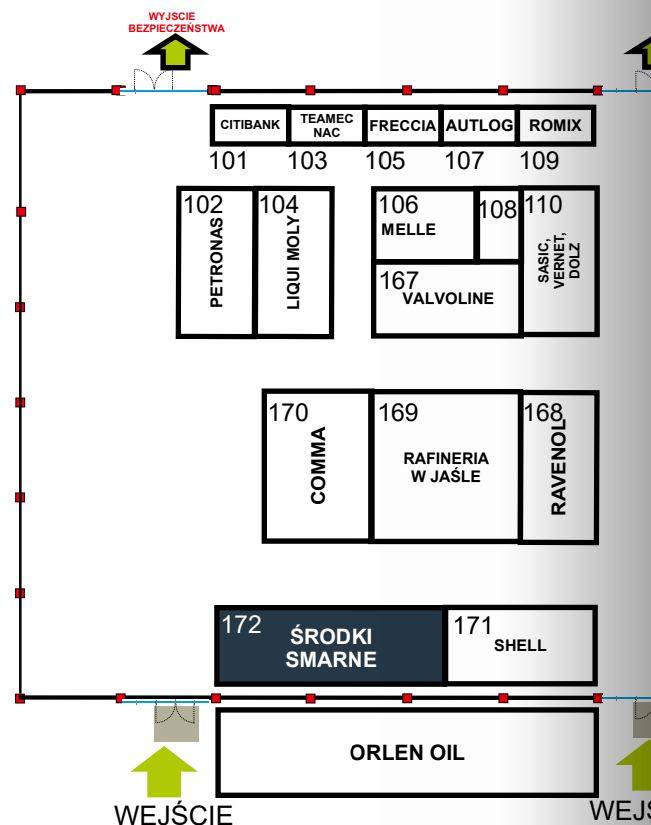 WYJSCIE
BEZPIECZEŃSTWA
CITIBANK
TEAMEC
NAC
FRECCIA
AUTLOG
ROMIX
101
103
105
107
109
102
PETRONAS
104
LIQUI MOLY
106
MELLE
108
110
SASIC,
VERNET,
DOLZ
167
VALVOLINE
170
COMMA
169
RAFINERIA
W JAŚLE
168
RAVENOL
172
ŚRODKI
SMARNE
171
SHELL
ORLEN OIL
WEJŚCIE